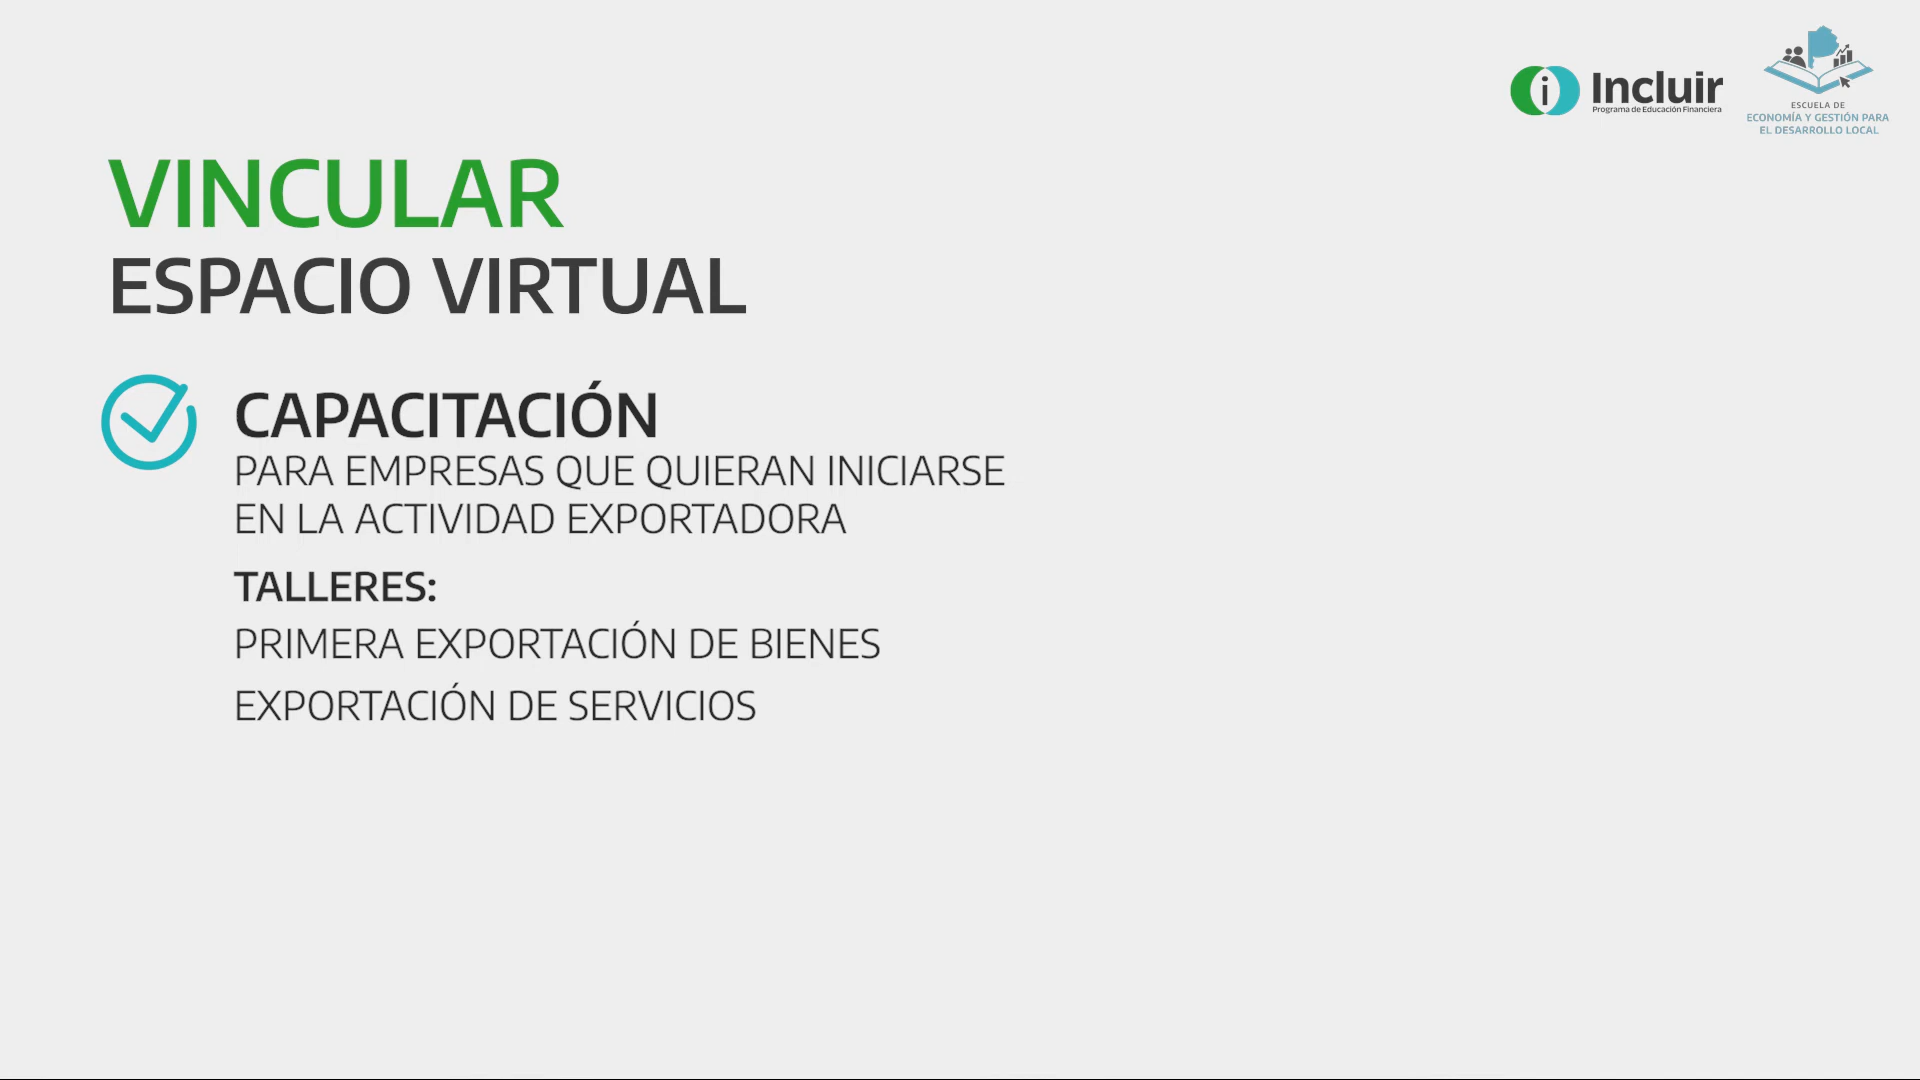 Incluir
Programa de Educación Financiera
ESCUELA DE
ECONOMÍA Y GESTIÓN PARA
EL DESARROLLO LOCAL
VINCULAR
ESPACIO VIRTUAL
CAPACITACIÓN
PARA EMPRESAS QUE QUIERAN INICIARSE
EN LA ACTIVIDAD EXPORTADORA
TALLERES:
PRIMERA EXPORTACIÓN DE BIENES
EXPORTACIÓN DE SERVICIOS